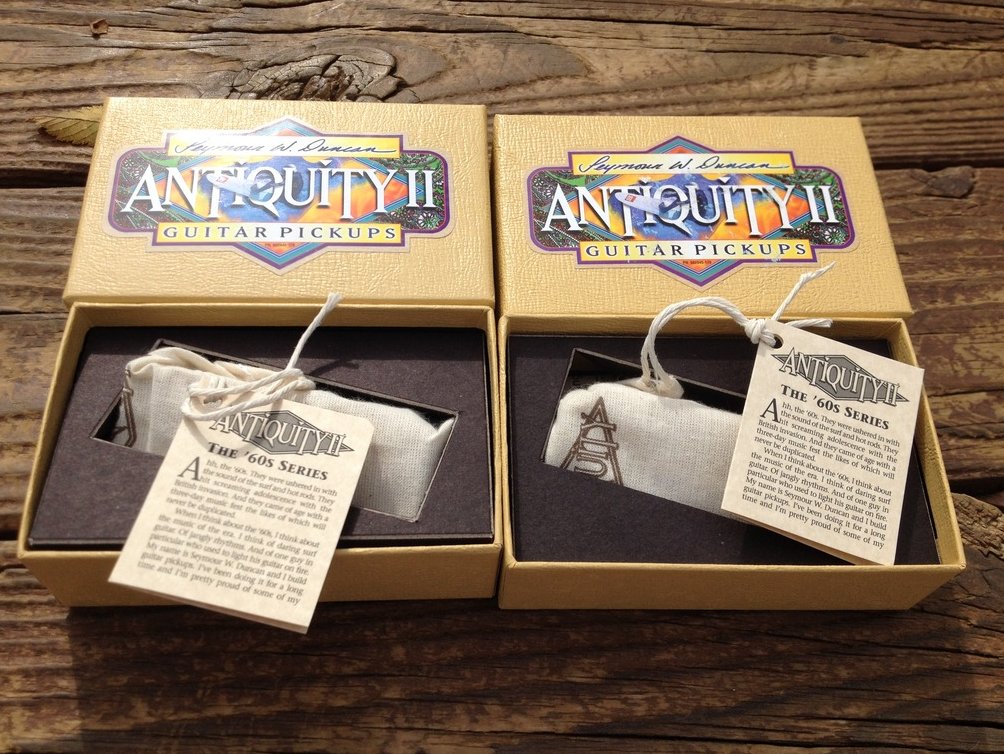 Seymour W. Duncan
ANTIQUITY II
GUITAR PICKUPS
Seymour W. Duncan
ANTIQUITY II
GUITAR PICKUPS
ANTIQUITY II
THE '60S SERIES
Ahh, the '60s. They were ushered in with
the sound of the surf and hot rods. They
hit screaming adolescence with the
British invasion. And they came of age with a
three-day music fest the likes of which will
never be duplicated.
When I think about the '60s, I think about
the music of the era. I think of daring surf
guitar. Of jangly rhythms. And of one guy in
particular who used to light his guitar on fire.
My name is Seymour W. Duncan and I build
guitar pickups. I've been doing it for a long
time and I'm pretty proud of some of my
ANTIQUITY II
THE '60S SERIES
Ahh, the '60s. They were ushered in with
the sound of the surf and hot rods. They
hit screaming adolescence with the
British invasion. And they came of age with a
three-day music fest the likes of which will
never be duplicated.
When I think about the '60s, I think about
the music of the era. I think of daring surf
guitar. Of jangly rhythms. And of one guy in
particular who used to light his guitar on fire.
My name is Seymour W. Duncan and I build
guitar pickups. I've been doing it for a long
time and I'm pretty proud of some of my